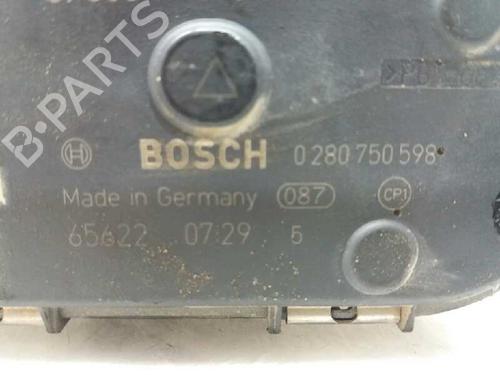 BOSCH 0 280 750 598
Made in Germany 087 CP1
65622 07:29 5
B-PARTS